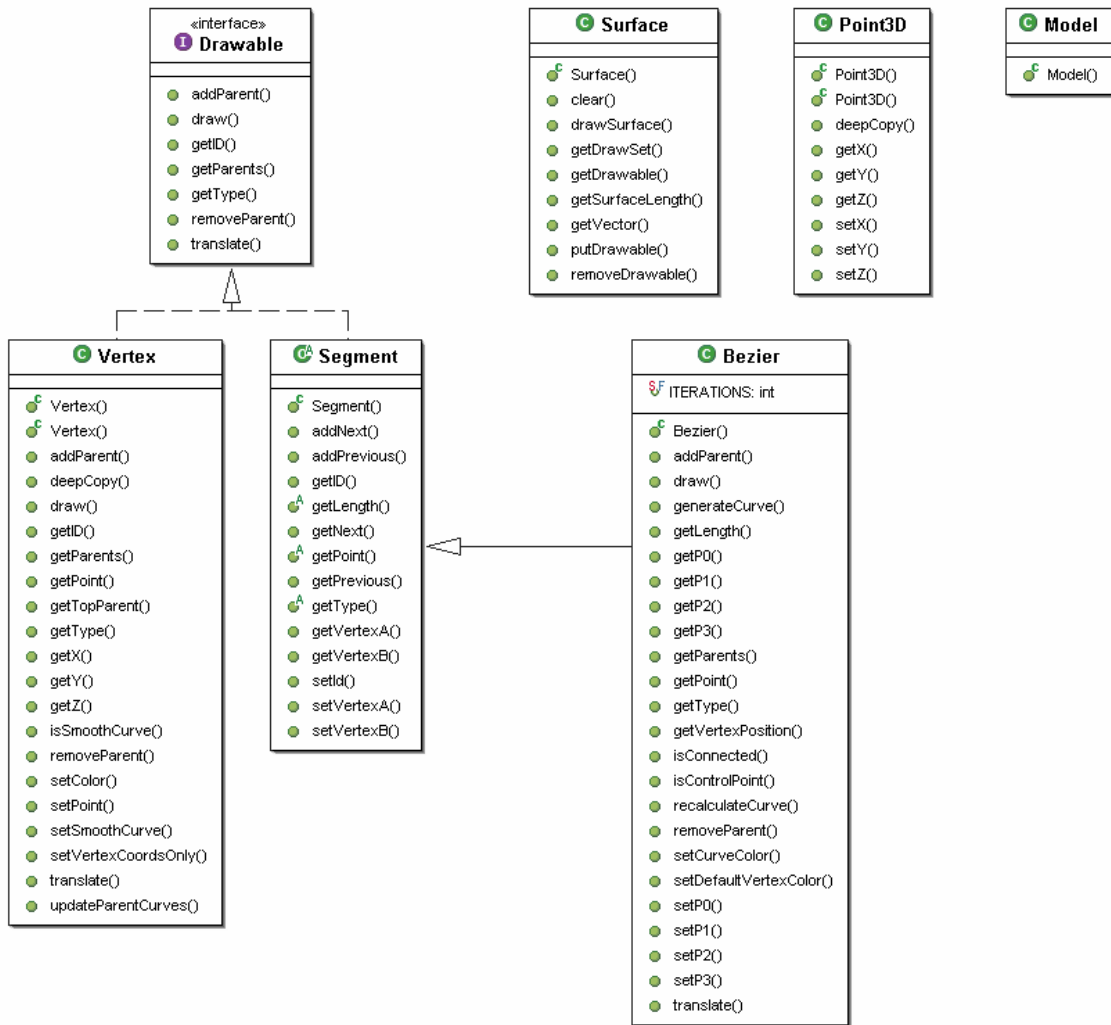 «interface»
I Drawable
addParent()
draw()
getID()
getParents()
getType()
removeParent()
translate()
C Surface
C Surface()
clear()
drawSurface()
getDrawSet()
getDrawable()
getSurfaceLength()
getVector()
putDrawable()
removeDrawable()
C Point3D
C Point3D()
C Point3D()
deepCopy()
getX()
getY()
getZ()
setX()
setY()
setZ()
C Model
C Model()
C Vertex
C Vertex()
C Vertex()
addParent()
deepCopy()
draw()
getID()
getParents()
getPoint()
getTopParent()
getType()
getX()
getY()
getZ()
isSmoothCurve()
removeParent()
setColor()
setPoint()
setSmoothCurve()
setVertexCoordsOnly()
translate()
updateParentCurves()
C A Segment
C Segment()
addNext()
addPrevious()
getID()
A getLength()
getNext()
A getPoint()
getPrevious()
A getType()
getVertexA()
getVertexB()
setId()
setVertexA()
setVertexB()
C Bezier
S F ITERATIONS: int
C Bezier()
addParent()
draw()
generateCurve()
getLength()
getP0()
getP1()
getP2()
getP3()
getParents()
getPoint()
getType()
getVertexPosition()
isConnected()
isControlPoint()
recalculateCurve()
removeParent()
setCurveColor()
setDefaultVertexColor()
setP0()
setP1()
setP2()
setP3()
translate()